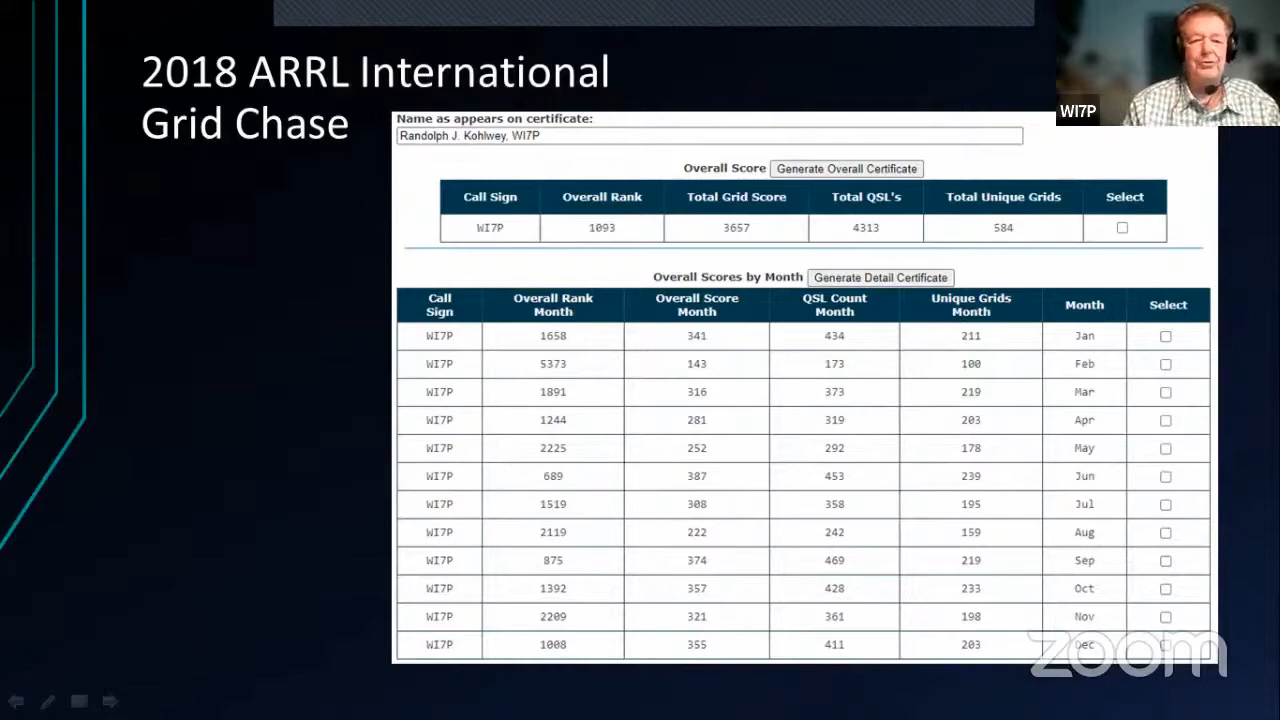 2018 ARRL International
Grid Chase
WI7P
Name as appears on certificate:
Randolph J. Kohlwey, WI7P
Overall Score Generate Overall Certificate
Call Sign Overall Rank Total Grid Score Total QSL's Total Unique Grids Select
WI7P 1093 3657 4313 584
Overall Scores by Month Generate Detail Certificate
Call Sign Overall Rank Month Overall Score Month QSL Count Month Unique Grids Month Month Select
WI7P 1658 341 434 211 Jan
WI7P 5373 143 173 100 Feb
WI7P 1891 316 373 219 Mar
WI7P 1244 281 319 203 Apr
WI7P 2225 252 292 178 May
WI7P 689 387 453 239 Jun
WI7P 1519 308 358 195 Jul
WI7P 2119 222 242 159 Aug
WI7P 875 374 469 219 Sep
WI7P 1392 357 428 233 Oct
WI7P 2209 321 361 198 Nov
WI7P 1008 355 411 203 Dec
zoom